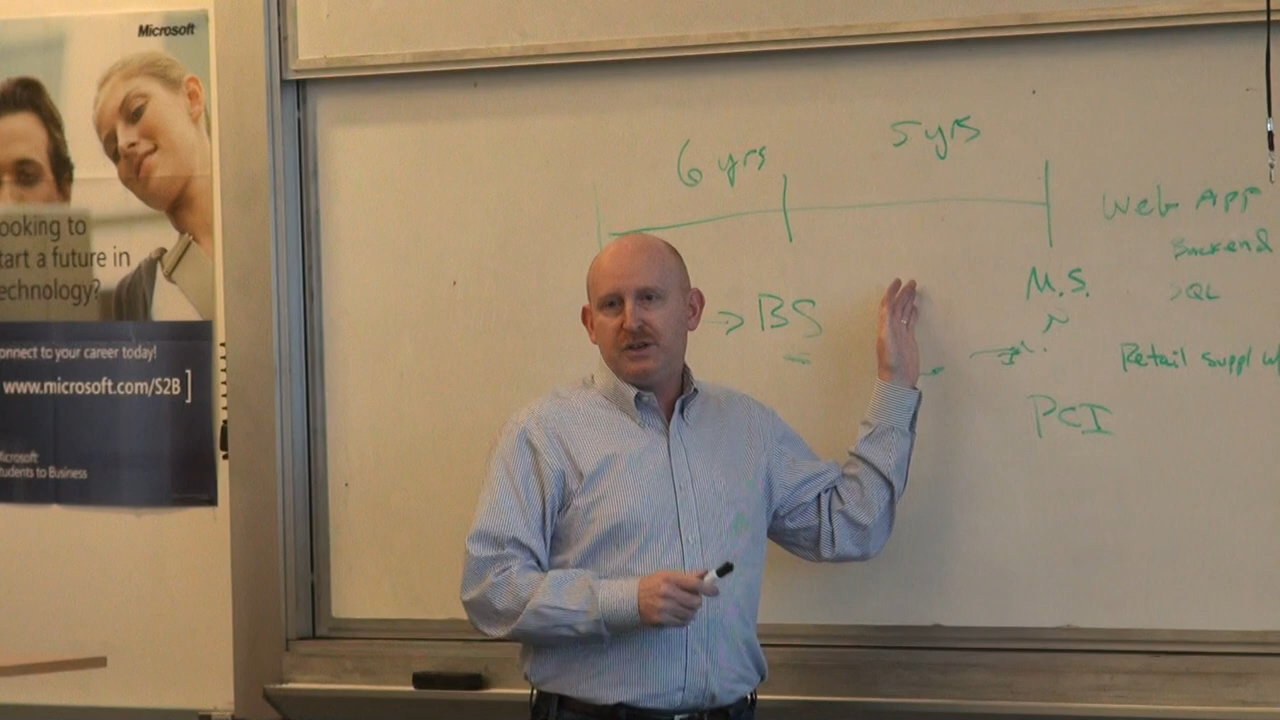 Microsoft
ooking to
tart a future in
echnology?
onnect to your career today!
www.microsoft.com/S2B ]
Microsoft
tudents to Business
6 yrs
5 yrs
→ BS
M.S.
PCI
Web App
Backend
SQL
Retail Suppl